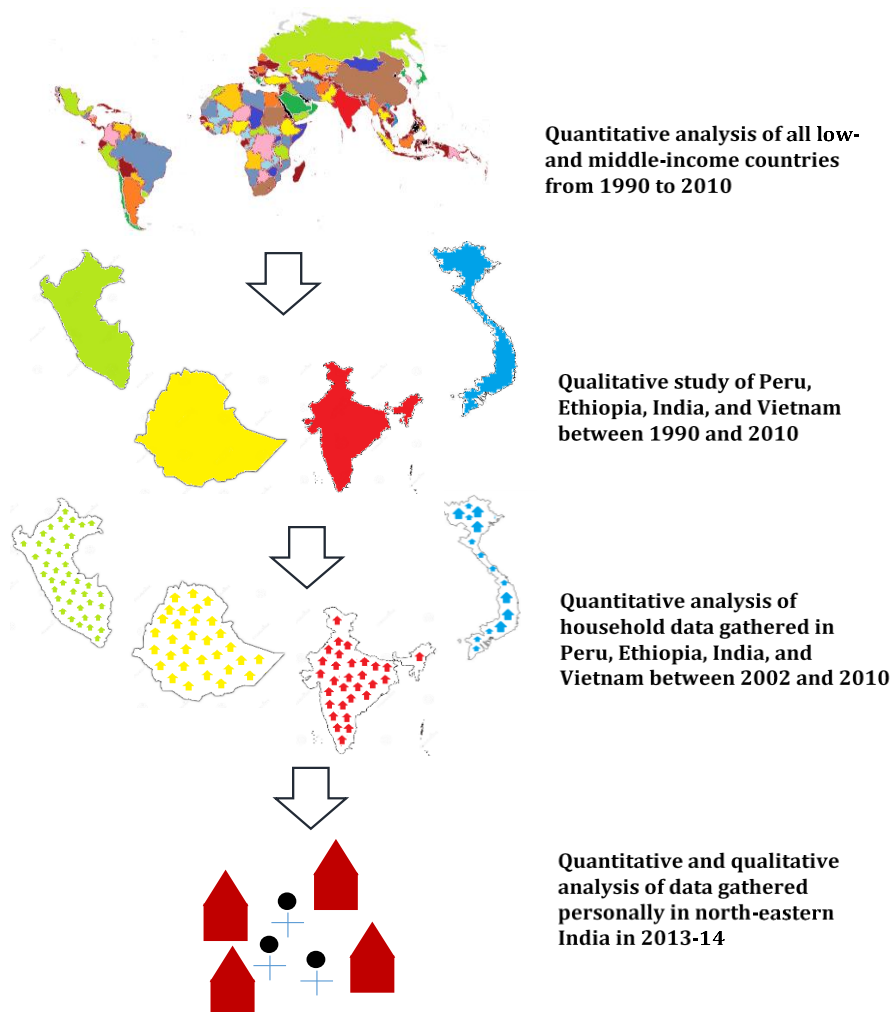 Quantitative analysis of all low-
and middle-income countries
from 1990 to 2010
Qualitative study of Peru,
Ethiopia, India, and Vietnam
between 1990 and 2010
Quantitative analysis of
household data gathered in
Peru, Ethiopia, India, and
Vietnam between 2002 and 2010
Quantitative and qualitative
analysis of data gathered
personally in north-eastern
India in 2013-14